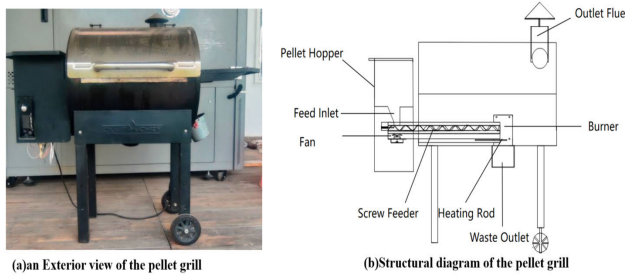 Outlet Flue
Pellet Hopper
Feed Inlet
Burner
Fan
Screw Feeder
Heating Rod
Waste Outlet
(a)an Exterior view of the pellet grill
(b)Structural diagram of the pellet grill